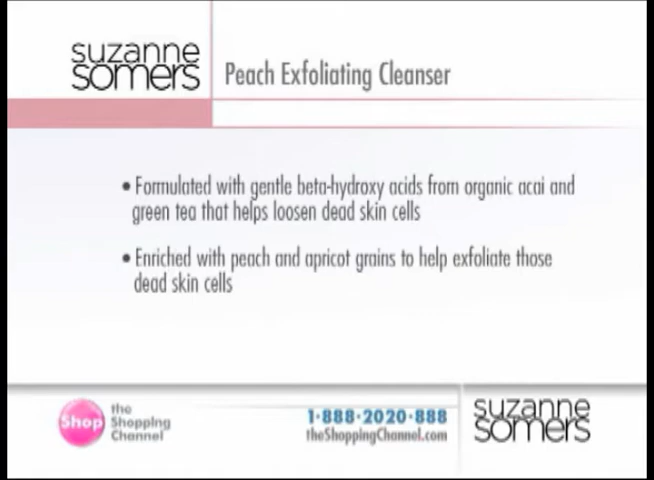 suzanne
somers
Peach Exfoliating Cleanser
• Formulated with gentle beta-hydroxy acids from organic acai and
green tea that helps loosen dead skin cells
• Enriched with peach and apricot grains to help exfoliate those
dead skin cells
Shop
the
Shopping
Channel
1·888·2020·888
theShoppingChannel.com
suzanne
somers